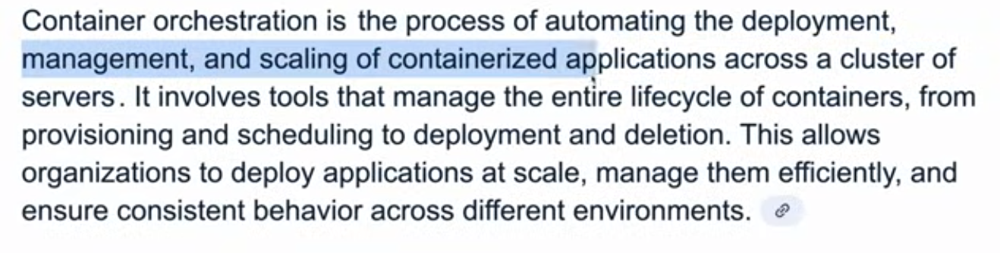 Container orchestration is the process of automating the deployment,
management, and scaling of containerized applications across a cluster of
servers. It involves tools that manage the entire lifecycle of containers, from
provisioning and scheduling to deployment and deletion. This allows
organizations to deploy applications at scale, manage them efficiently, and
ensure consistent behavior across different environments.